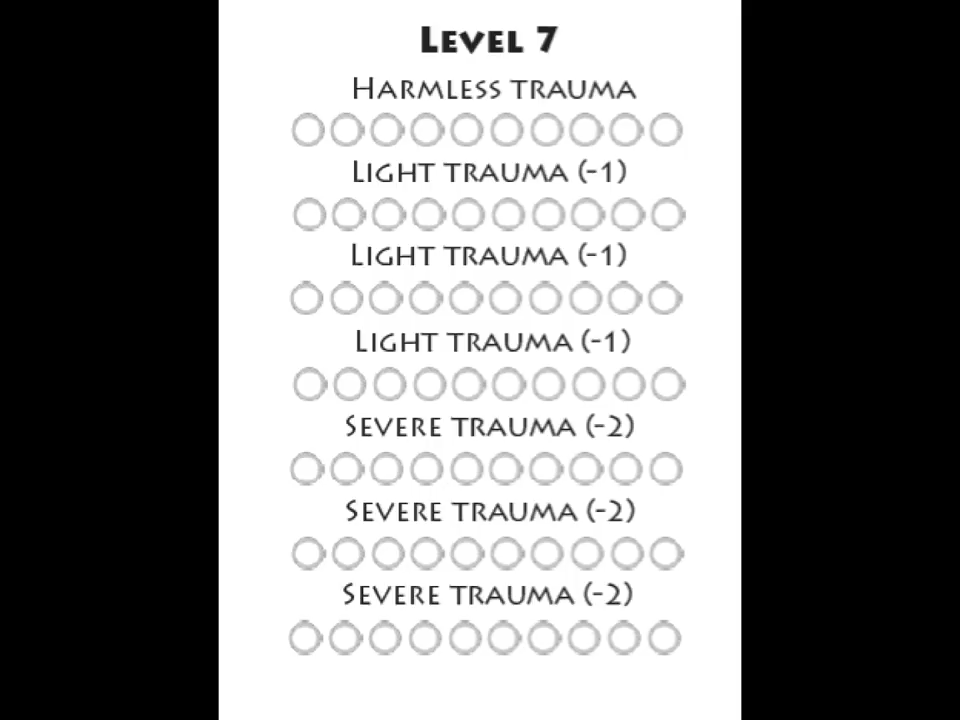 Level 7
Harmless trauma
Light trauma (-1)
Light trauma (-1)
Light trauma (-1)
Severe trauma (-2)
Severe trauma (-2)
Severe trauma (-2)